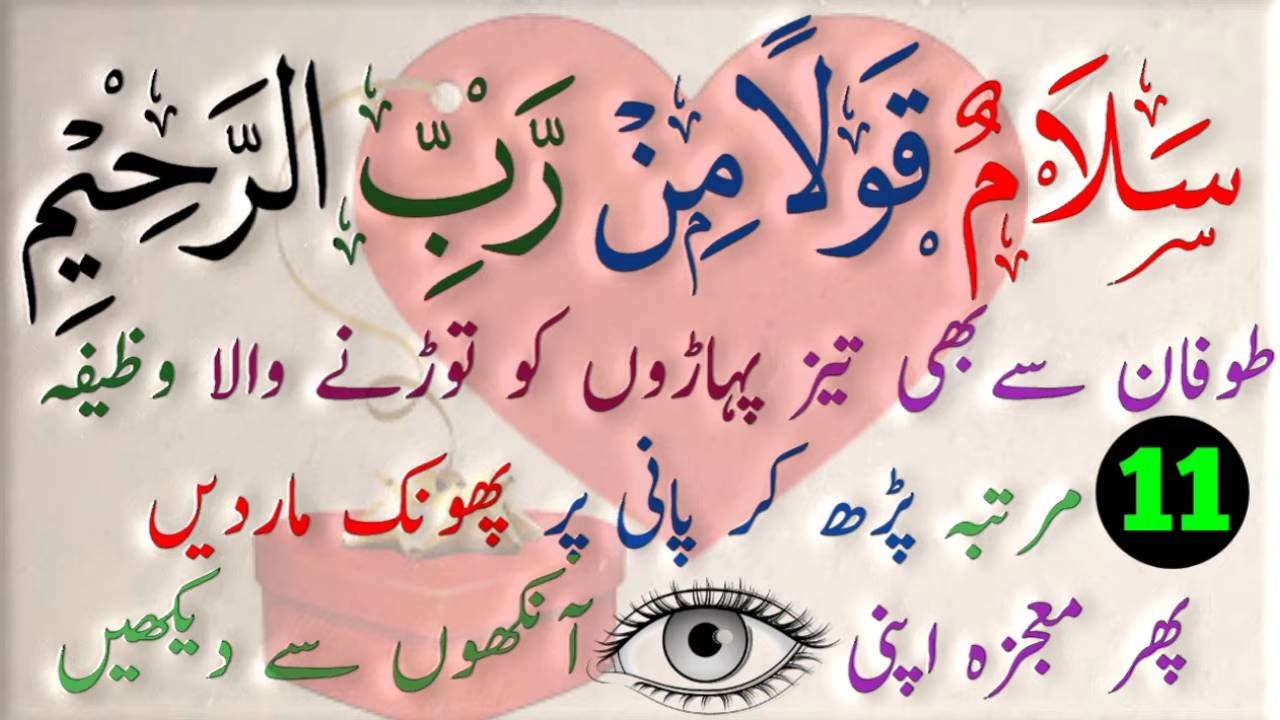 سَلَامٌ قَوْلًا مِنْ رَّبِّ الرَّحِيْمِ
طوفان سے بھی تیز پہاڑوں کو توڑنے والا وظیفہ
11 مرتبہ پڑھ کر پانی پر پھونک ماردیں
پھر معجزہ اپنی آنکھوں سے دیکھیں